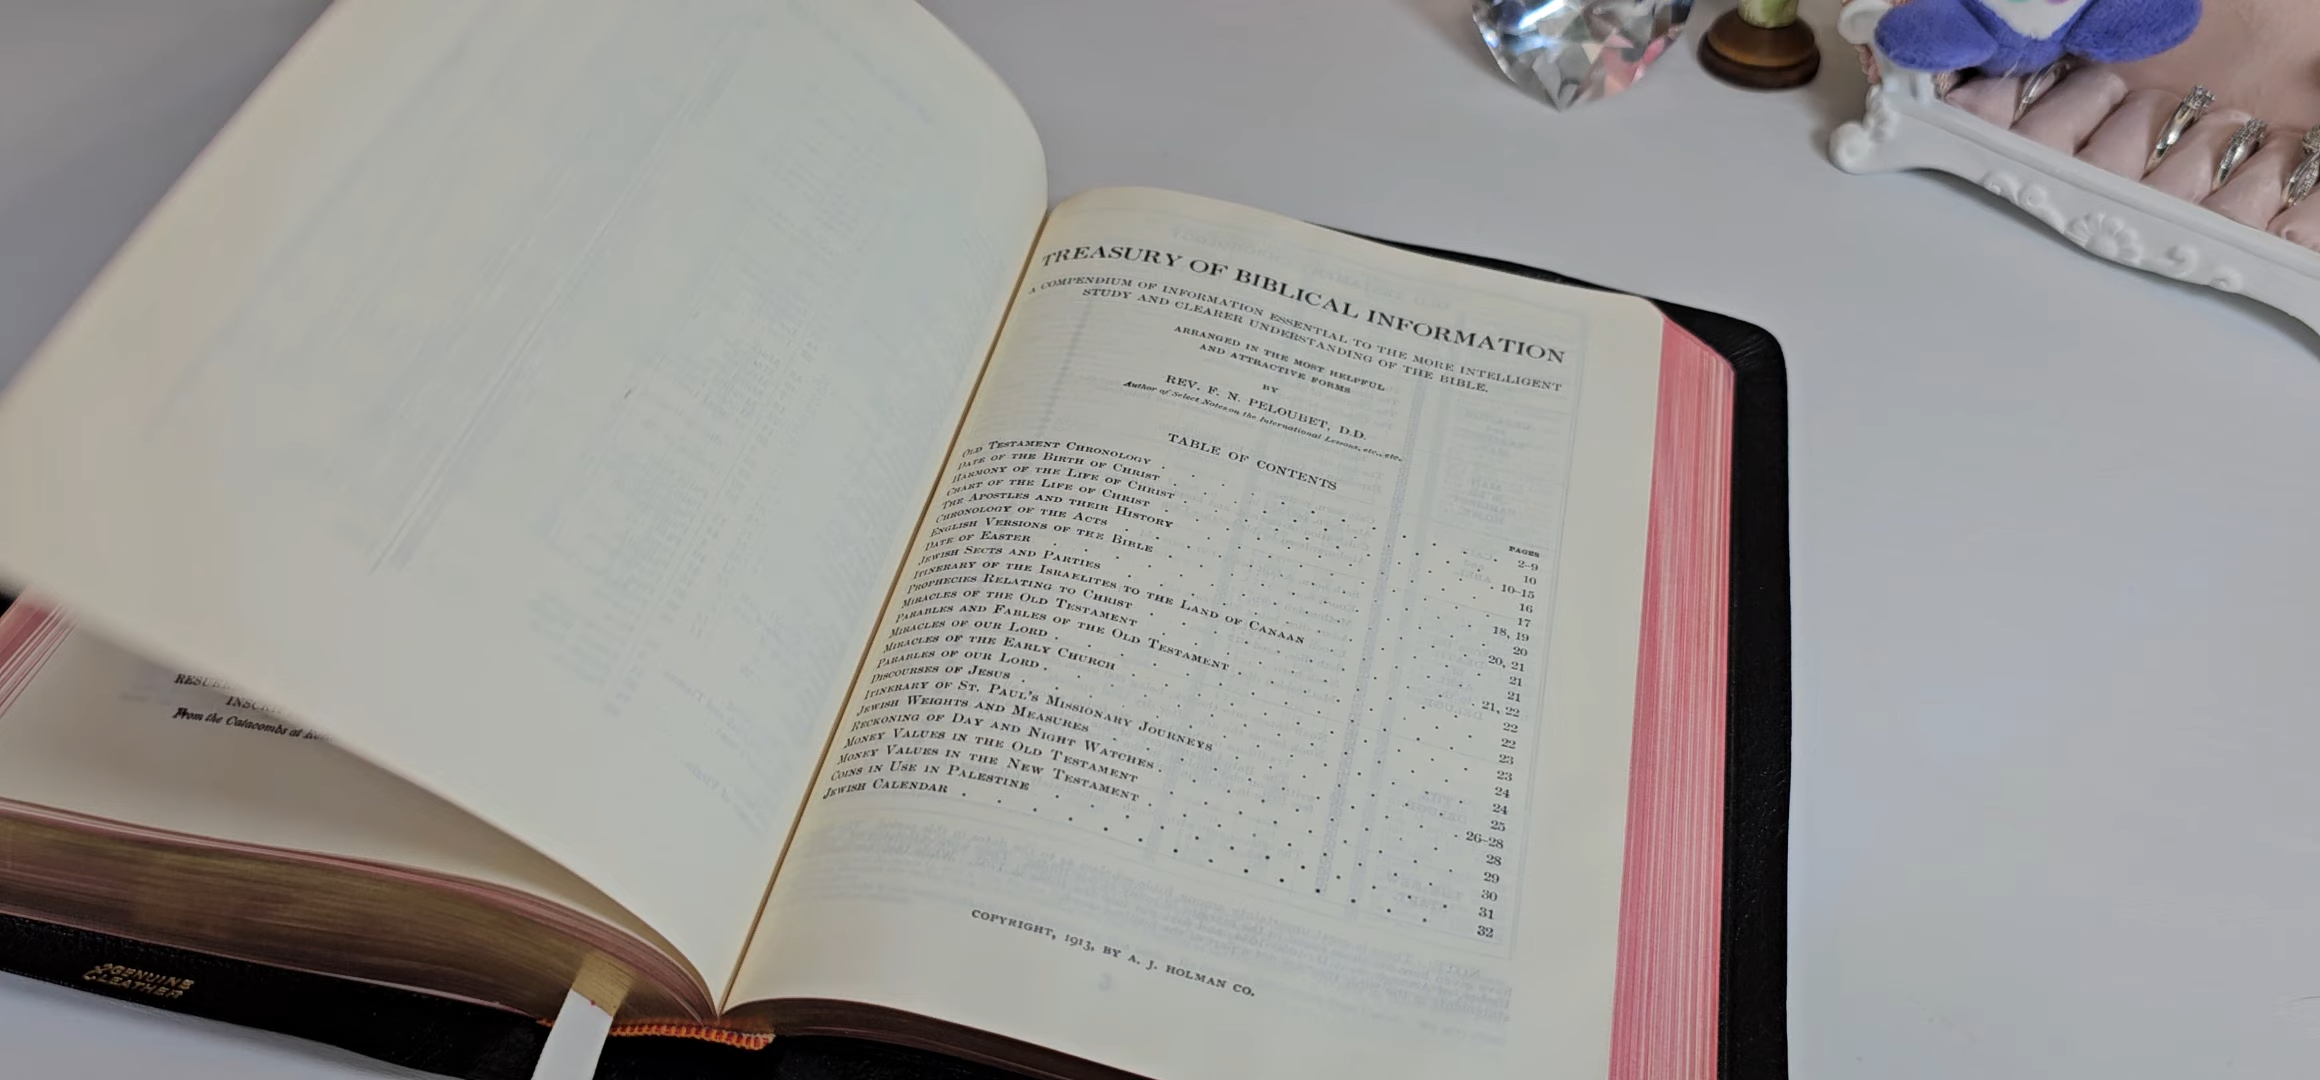 RESUR
INSCRI
From the Catacombs at
GENUINE
LEATHER
TREASURY OF BIBLICAL INFORMATION
A COMPENDIUM OF INFORMATION ESSENTIAL TO THE MORE INTELLIGENT
STUDY AND CLEARER UNDERSTANDING OF THE BIBLE.
ARRANGED IN THE MOST HELPFUL
AND ATTRACTIVE FORMS
BY
REV. F. N. PELOUBET, D.D.
Author of Select Notes on the International Lessons, etc., etc.
TABLE OF CONTENTS
PAGES
OLD TESTAMENT CHRONOLOGY 2-9
DATE OF THE BIRTH OF CHRIST 10
HARMONY OF THE LIFE OF CHRIST 10-15
CHART OF THE LIFE OF CHRIST 16
THE APOSTLES AND THEIR HISTORY 17
CHRONOLOGY OF THE ACTS 18, 19
ENGLISH VERSIONS OF THE BIBLE 20
DATE OF EASTER 20, 21
JEWISH SECTS AND PARTIES 21
ITINERARY OF THE ISRAELITES TO THE LAND OF CANAAN 21
PROPHECIES RELATING TO CHRIST 21, 22
MIRACLES OF THE OLD TESTAMENT 22
PARABLES AND FABLES OF THE OLD TESTAMENT 22
MIRACLES OF OUR LORD 23
MIRACLES OF THE EARLY CHURCH 23
PARABLES OF OUR LORD 24
DISCOURSES OF JESUS 24
ITINERARY OF ST. PAUL'S MISSIONARY JOURNEYS 25
JEWISH WEIGHTS AND MEASURES 26-28
RECKONING OF DAY AND NIGHT WATCHES 28
MONEY VALUES IN THE OLD TESTAMENT 29
MONEY VALUES IN THE NEW TESTAMENT 30
COINS IN USE IN PALESTINE 31
JEWISH CALENDAR 32
COPYRIGHT, 1913, BY A. J. HOLMAN CO.